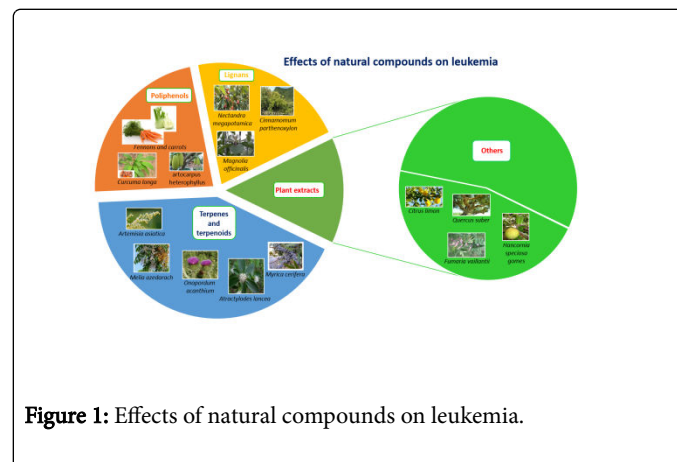 Effects of natural compounds on leukemia
Lignans
Poliphenols
Nectandra
megapotamica
Cinnamomum
parthenoxylon
Fennom and carrots
Magnolia
officinalis
Curcuma longa
artocarpus
heterophyllus
Plant extracts
Others
Citrus limon
Quercus suber
Hancornia
speciosa
gomes
Fumaria vaillantii
Terpenes
and
terpenoids
Artemisia asiatica
Melia azedarach
Onopordum
acanthium
Atractylodes lancea
Myrica cerifera
Figure 1: Effects of natural compounds on leukemia.